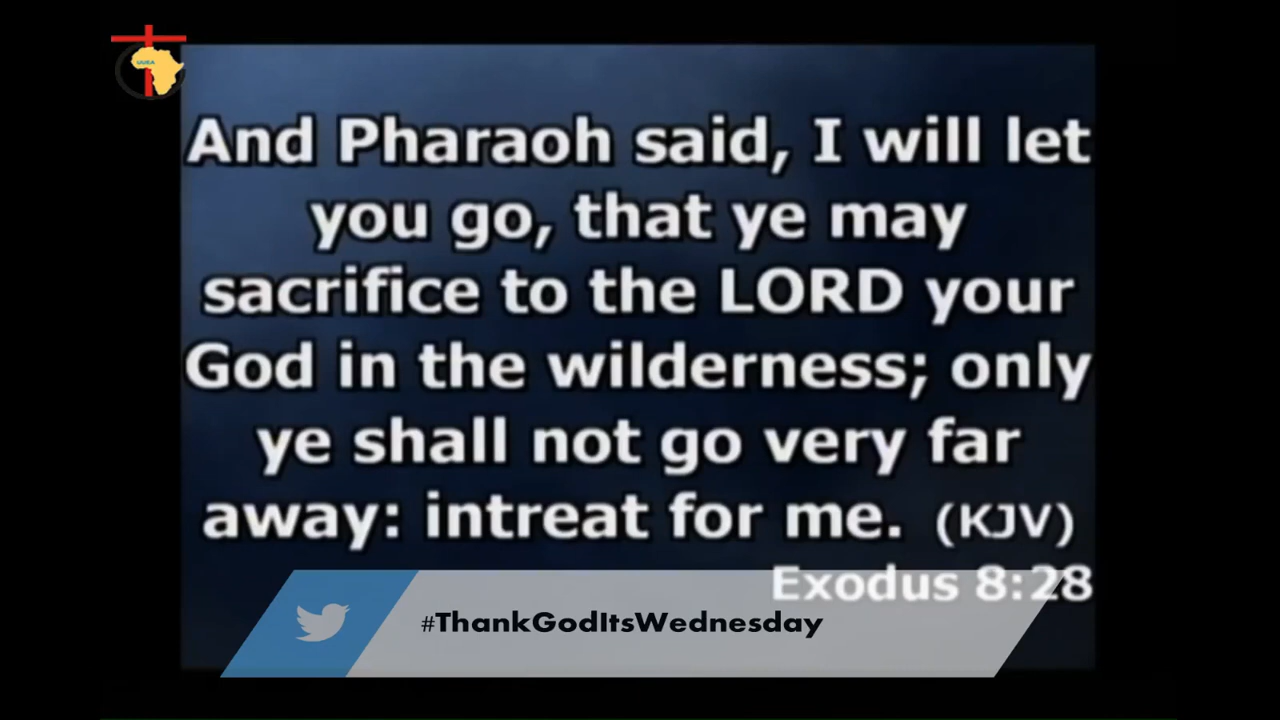 And Pharaoh said, I will let
you go, that ye may
sacrifice to the LORD your
God in the wilderness; only
ye shall not go very far
away: intreat for me. (KJV)
Exodus 8:28
#ThankGodItsWednesday